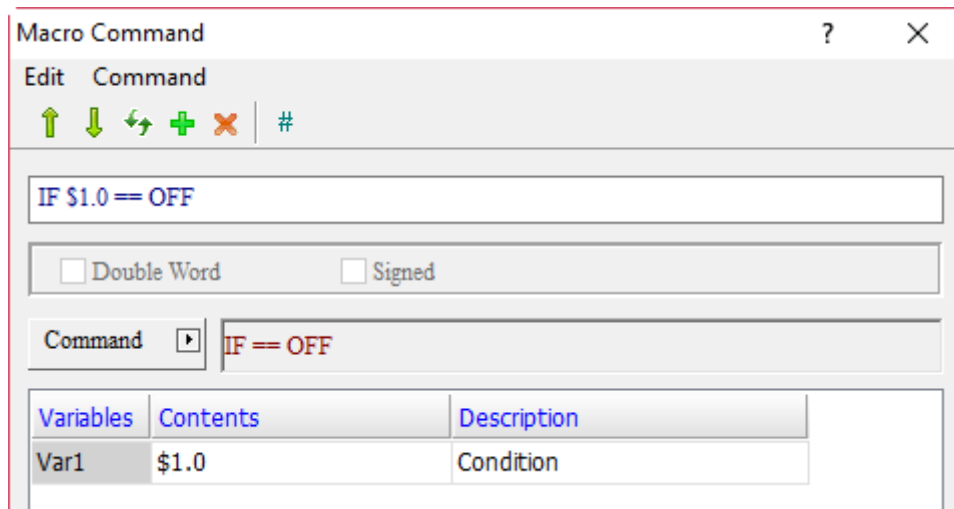 Macro Command ?
Edit Command
#
IF $1.0 == OFF
Double Word Signed
Command IF == OFF
Variables Contents Description
Var1 $1.0 Condition